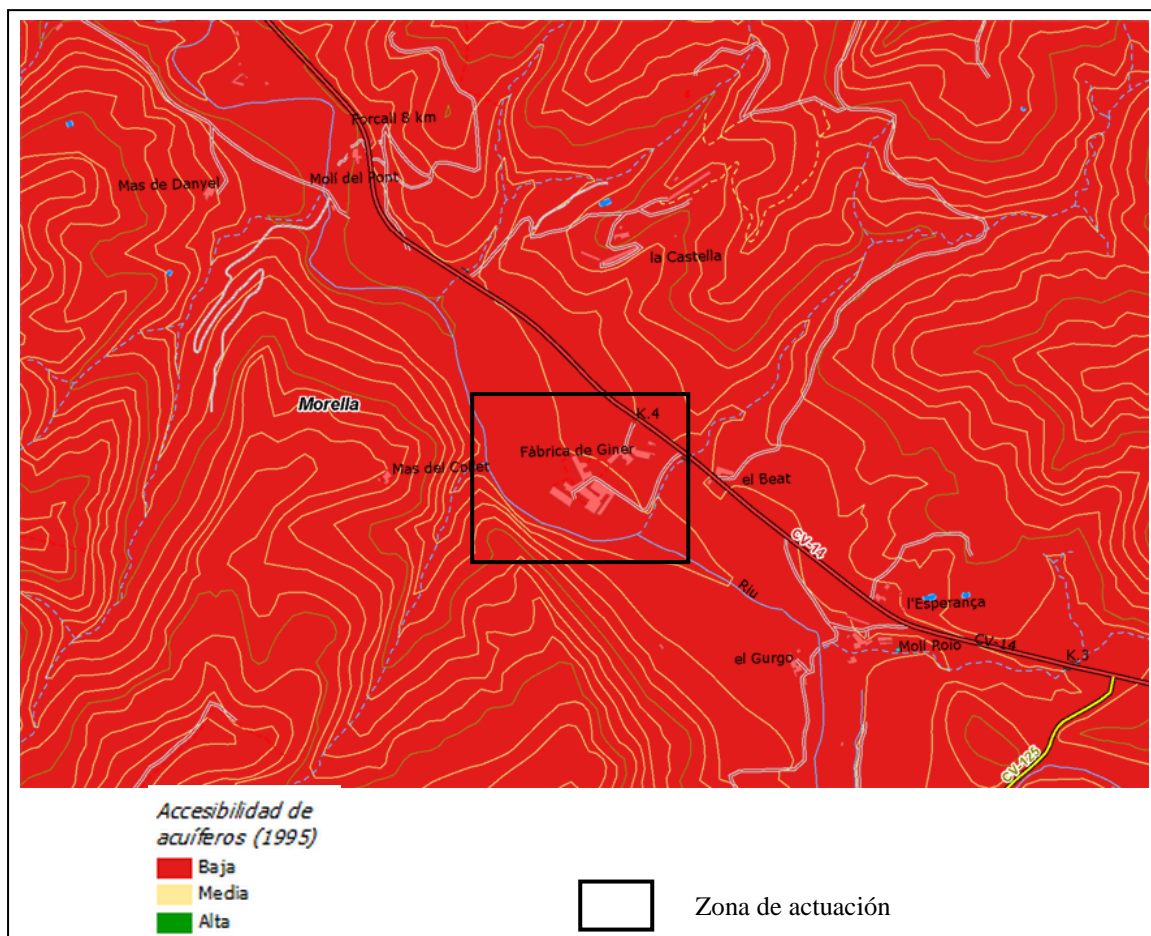 Forcall 8 km
Mas de Danyel
Molí del Pont
la Castella
Morella
K.4
Fàbrica de Giner
Mas del Collet
el Beat
CV-14
Riu
l'Esperança
Molí Roio
CV-14
K.3
el Gurgo
CV-125
Accesibilidad de
acuíferos (1995)
Baja
Media
Alta
Zona de actuación